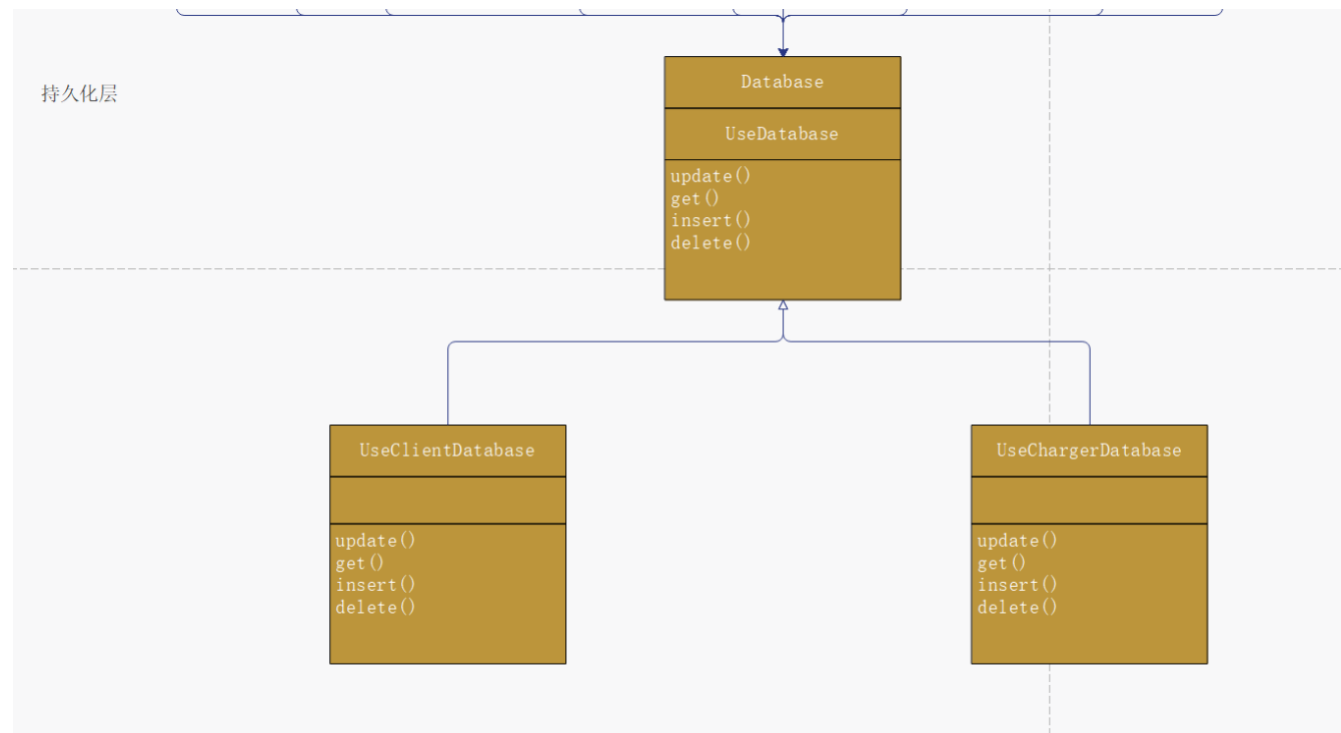 持久化层
Database
UseDatabase
update()
get()
insert()
delete()
UseClientDatabase
update()
get()
insert()
delete()
UseChargerDatabase
update()
get()
insert()
delete()